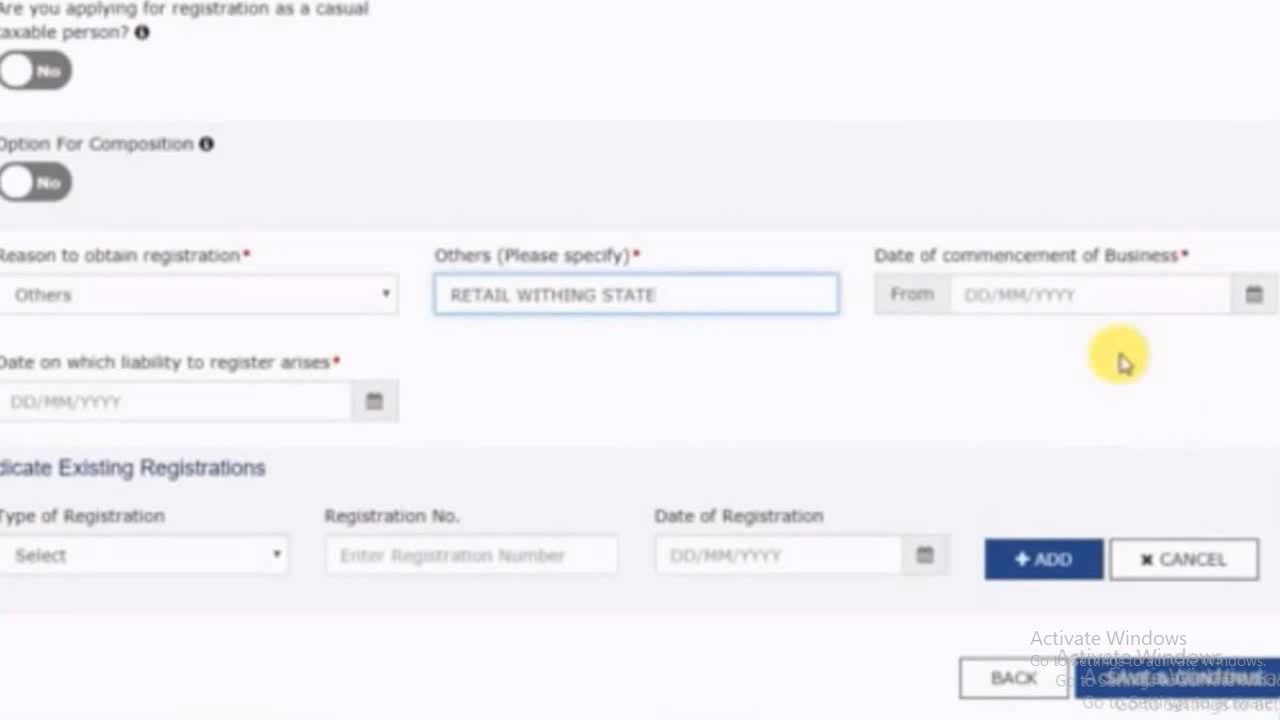 Are you applying for registration as a casual
taxable person?
No
Option For Composition
No
Reason to obtain registration*
Others (Please specify)*
Date of commencement of Business*
Others
RETAIL WITHING STATE
From
DD/MM/YYYY
Date on which liability to register arises*
DD/MM/YYYY
dicate Existing Registrations
Type of Registration
Registration No.
Date of Registration
Select
Enter Registration Number
DD/MM/YYYY
+ ADD
✖ CANCEL
Activate Windows
Go to Settings to activate Windows.
Activate Windows
BACK
SAVE & CONTINUE